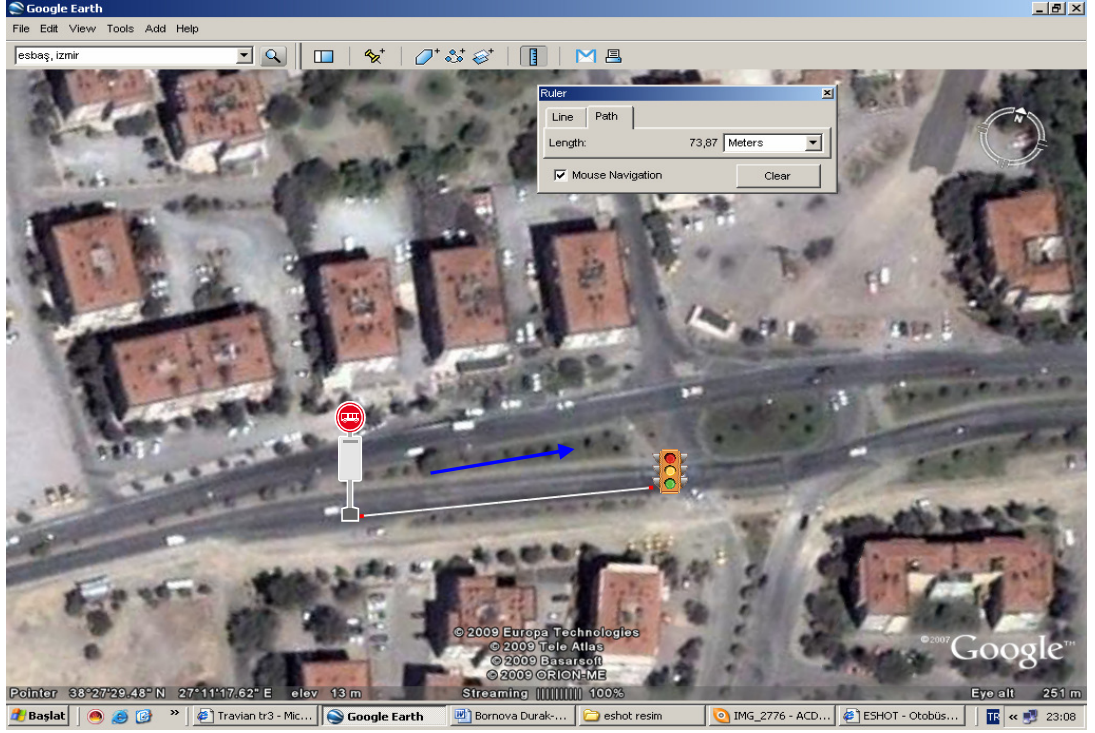 Google Earth
File Edit View Tools Add Help
esbaş, izmir
Ruler
Line Path
Length: 73,87 Meters
Mouse Navigation Clear
N
© 2009 Europa Technologies
© 2009 Tele Atlas
© 2009 Basarsoft
© 2009 ORION-ME
©2007 Google™
Pointer 38°27'29.48" N 27°11'17.62" E elev 13 m Streaming |||||||||| 100% Eye alt 251 m
Başlat » Travian tr3 - Mic... Google Earth Bornova Durak-... eshot resim IMG_2776 - ACD... ESHOT - Otobüs... TR « 23:08